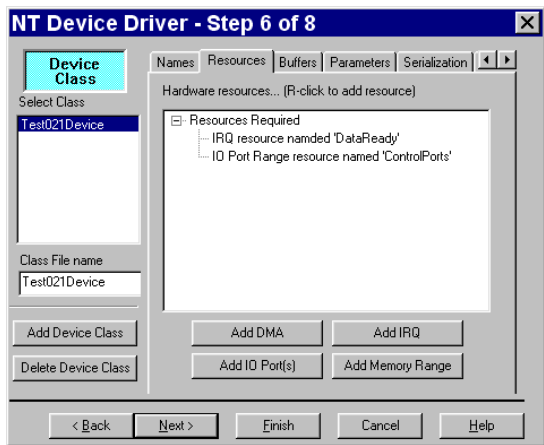 NT Device Driver - Step 6 of 8
Device
Class
Select Class
Test021Device
Class File name
Test021Device
Add Device Class
Delete Device Class
Names Resources Buffers Parameters Serialization
Hardware resources... (R-click to add resource)
Resources Required
IRQ resource namded 'DataReady'
IO Port Range resource named 'ControlPorts'
Add DMA Add IRQ
Add IO Port(s) Add Memory Range
< Back Next > Finish Cancel Help